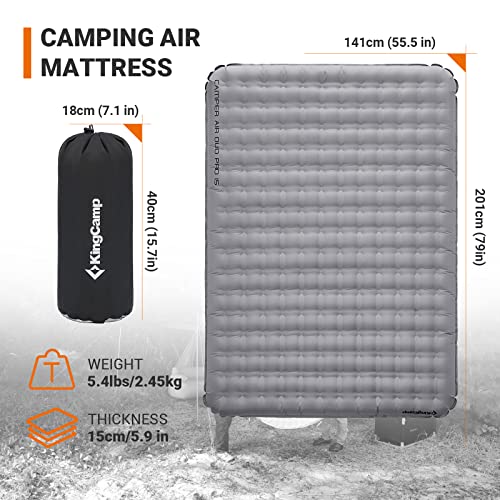 CAMPING AIR
MATTRESS
18cm (7.1 in)
40cm (15.7in)
KingCamp
141cm (55.5 in)
201cm (79in)
CAMPER AIR DUO PRO 15
KingCamp
WEIGHT
5.4lbs/2.45kg
THICKNESS
15cm/5.9 in